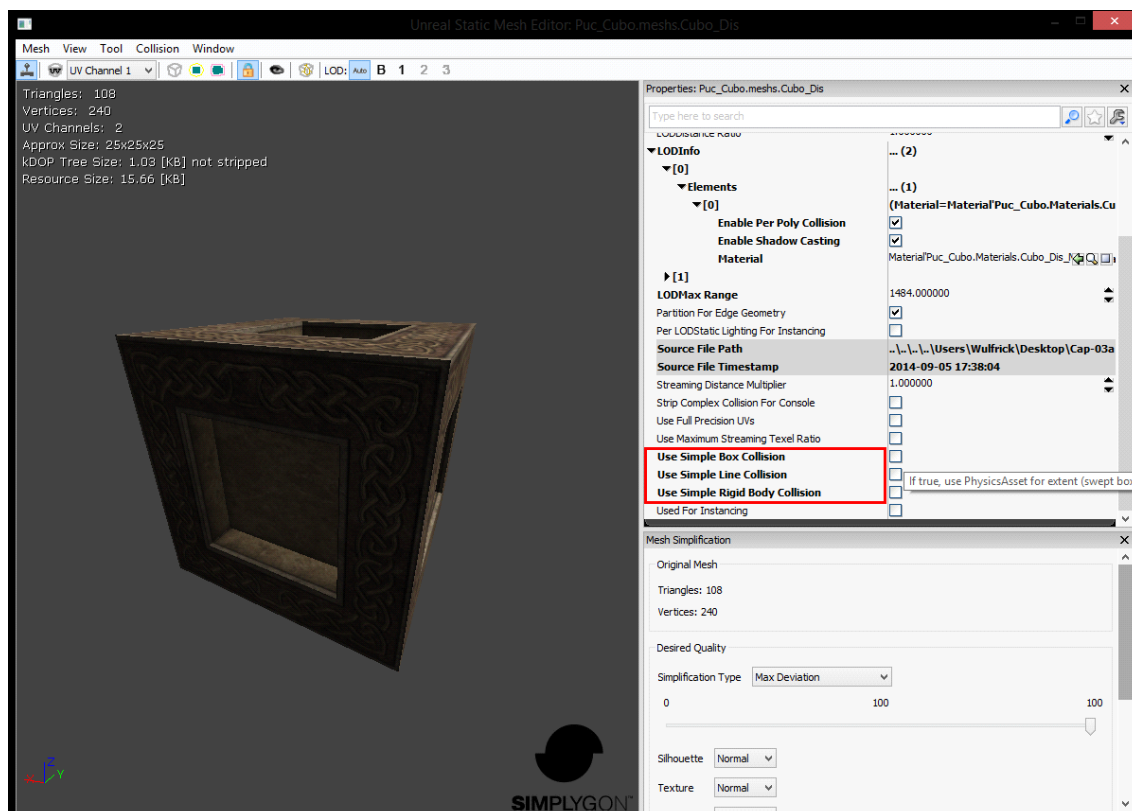 Unreal Static Mesh Editor: Puc_Cubo.meshs.Cubo_Dis
Mesh View Tool Collision Window
UV Channel 1 LOD: Auto B 1 2 3
Triangles: 108
Vertices: 240
UV Channels: 2
Approx Size: 25x25x25
kDOP Tree Size: 1.03 [KB] not stripped
Resource Size: 15.66 [KB]
Z
Y
SIMPLYGON™
Properties: Puc_Cubo.meshs.Cubo_Dis
Type here to search
LODDistance Ratio 1.000000
LODInfo ... (2)
[0]
Elements ... (1)
[0] (Material=Material'Puc_Cubo.Materials.Cu
Enable Per Poly Collision
Enable Shadow Casting
Material Material'Puc_Cubo.Materials.Cubo_Dis_
[1]
LODMax Range 1484.000000
Partition For Edge Geometry
Per LODStatic Lighting For Instancing
Source File Path ..\..\..\..\Users\Wulfrick\Desktop\Cap-03a
Source File Timestamp 2014-09-05 17:38:04
Streaming Distance Multiplier 1.000000
Strip Complex Collision For Console
Use Full Precision UVs
Use Maximum Streaming Texel Ratio
Use Simple Box Collision
Use Simple Line Collision
If true, use PhysicsAsset for extent (swept box
Use Simple Rigid Body Collision
Used For Instancing
Mesh Simplification
Original Mesh
Triangles: 108
Vertices: 240
Desired Quality
Simplification Type Max Deviation
0 100 100
Silhouette Normal
Texture Normal